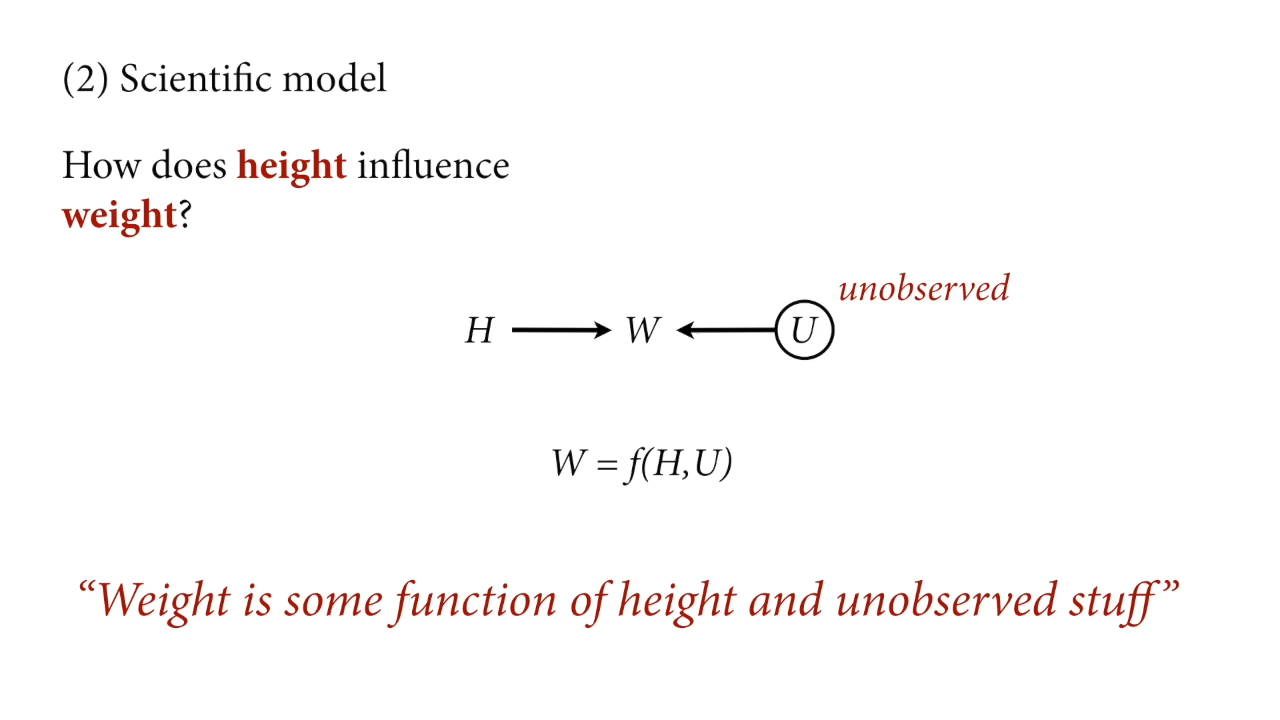 (2) Scientific model
How does height influence
weight?
unobserved
H W U
W = f(H,U)
“Weight is some function of height and unobserved stuff”